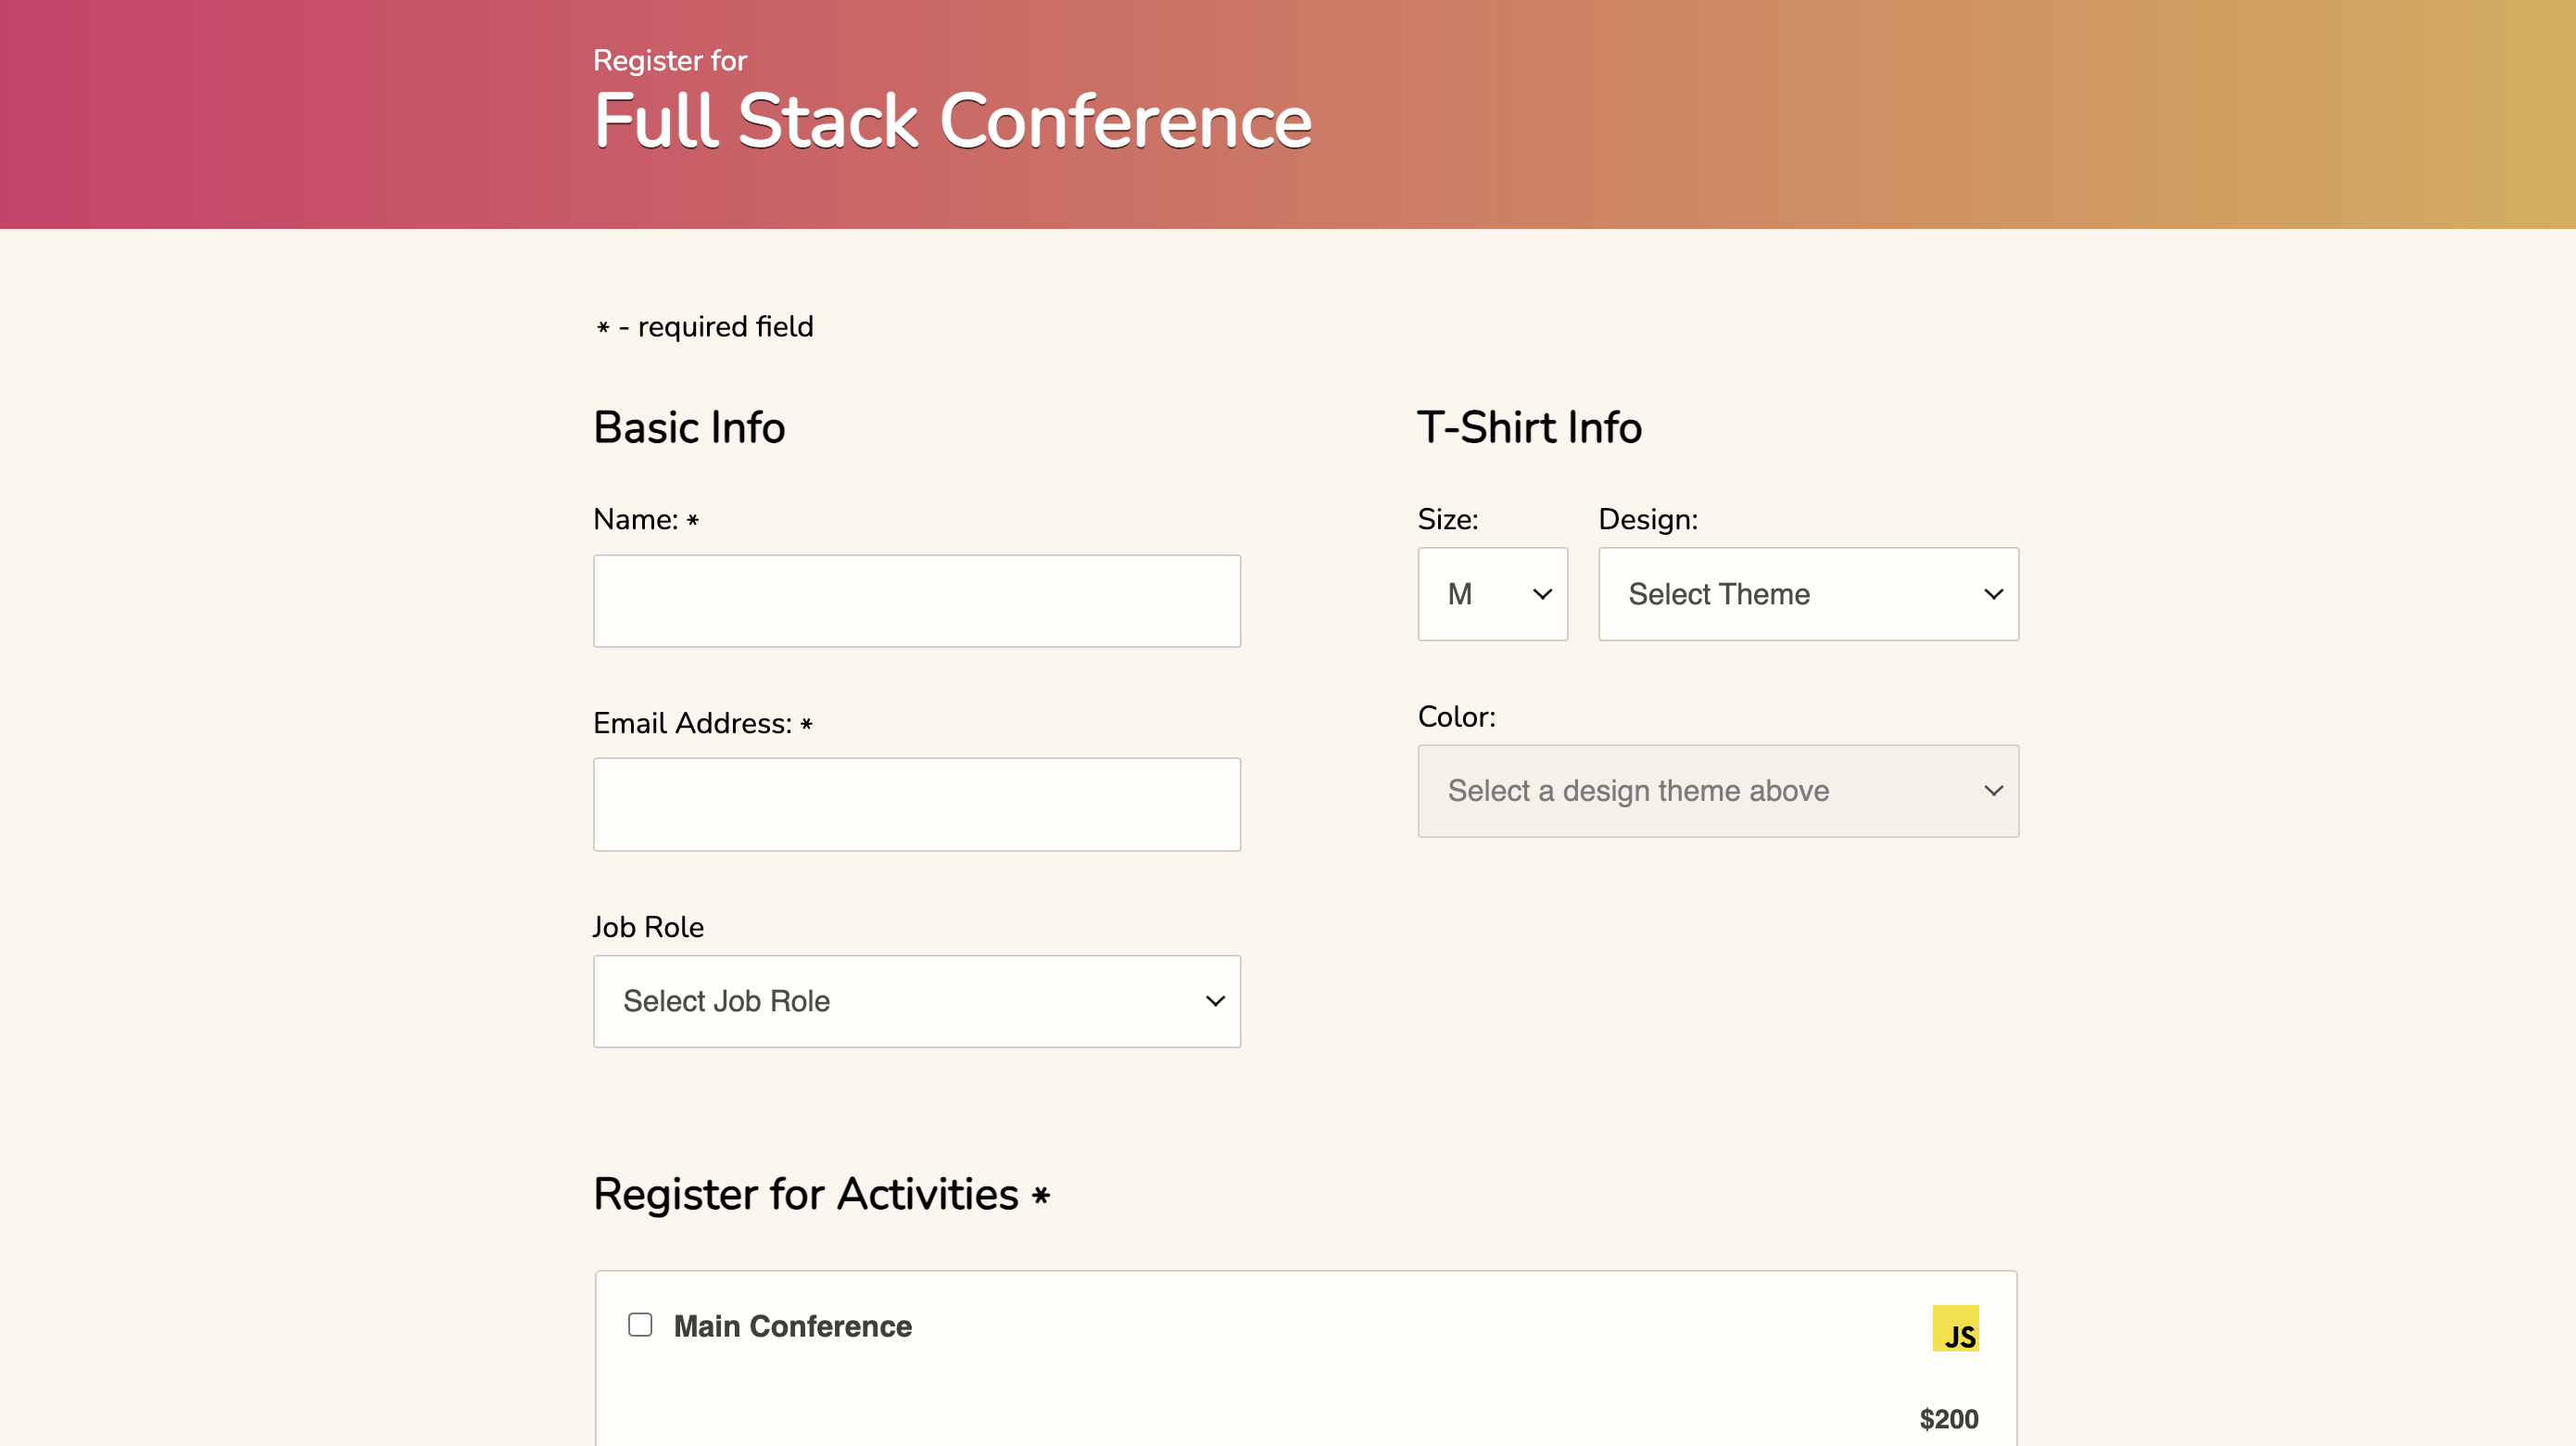 Register for
Full Stack Conference
* - required field
Basic Info
Name: *
Email Address: *
Job Role
Select Job Role
T-Shirt Info
Size:
Design:
M
Select Theme
Color:
Select a design theme above
Register for Activities *
Main Conference
JS
$200